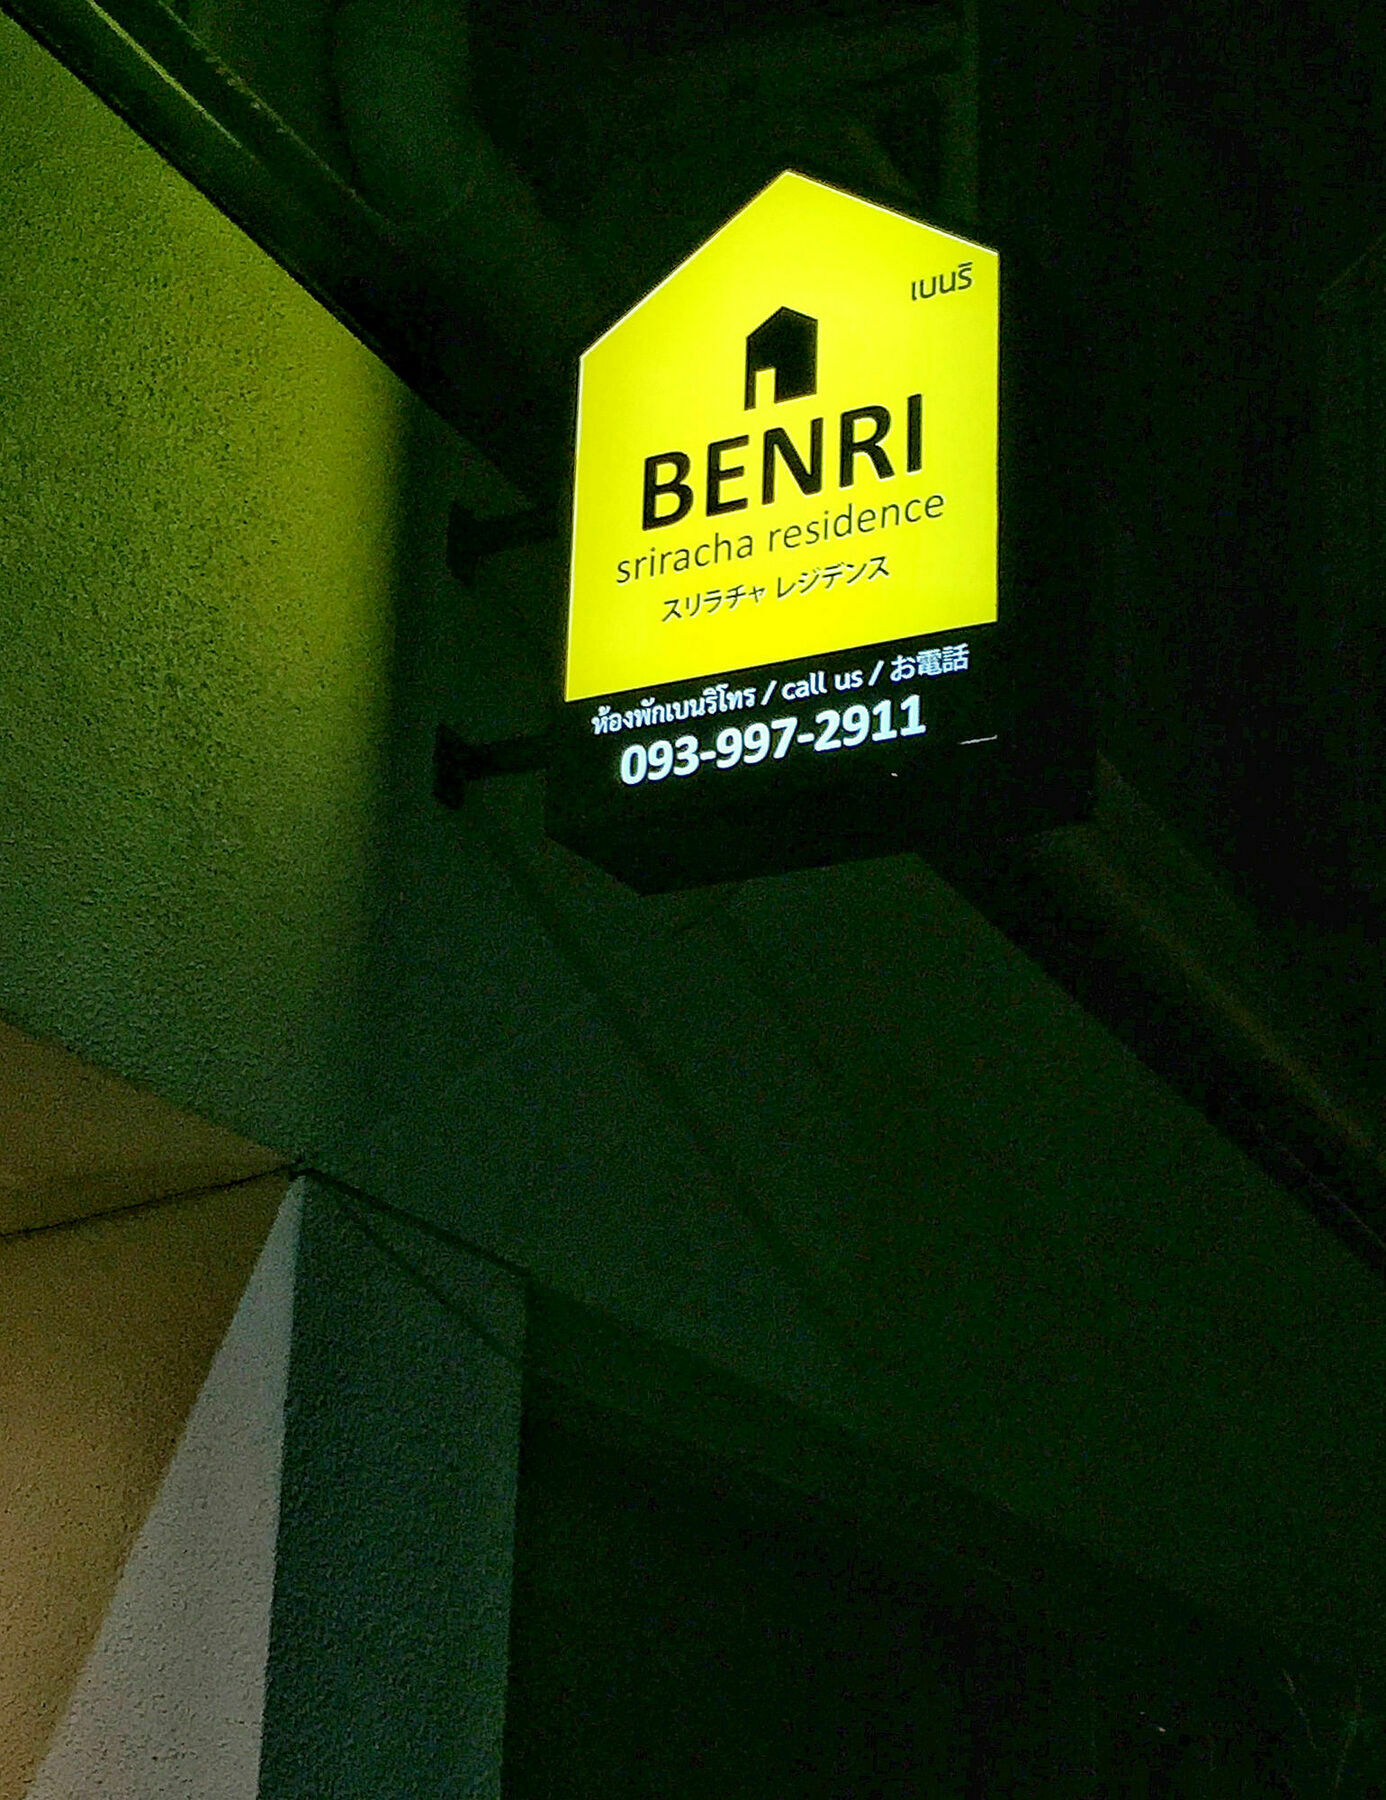 เบนริ
BENRI
sriracha residence
スリラチャ レジデンス
ห้องพักเบนริโทร / call us / お電話
093-997-2911